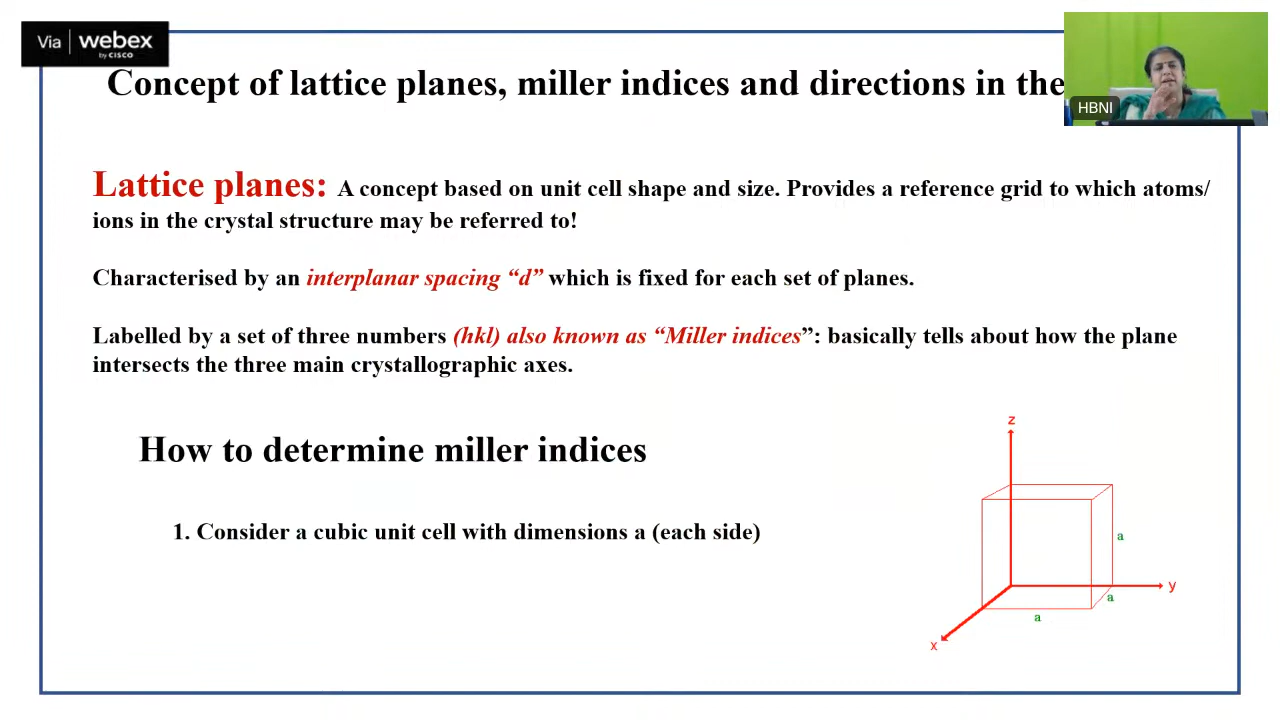 Via webex
by CISCO
Concept of lattice planes, miller indices and directions in the
HBNI
Lattice planes: A concept based on unit cell shape and size. Provides a reference grid to which atoms/
ions in the crystal structure may be referred to!
Characterised by an interplanar spacing “d” which is fixed for each set of planes.
Labelled by a set of three numbers (hkl) also known as “Miller indices”: basically tells about how the plane
intersects the three main crystallographic axes.
How to determine miller indices
1. Consider a cubic unit cell with dimensions a (each side)
z
a
y
a
a
x